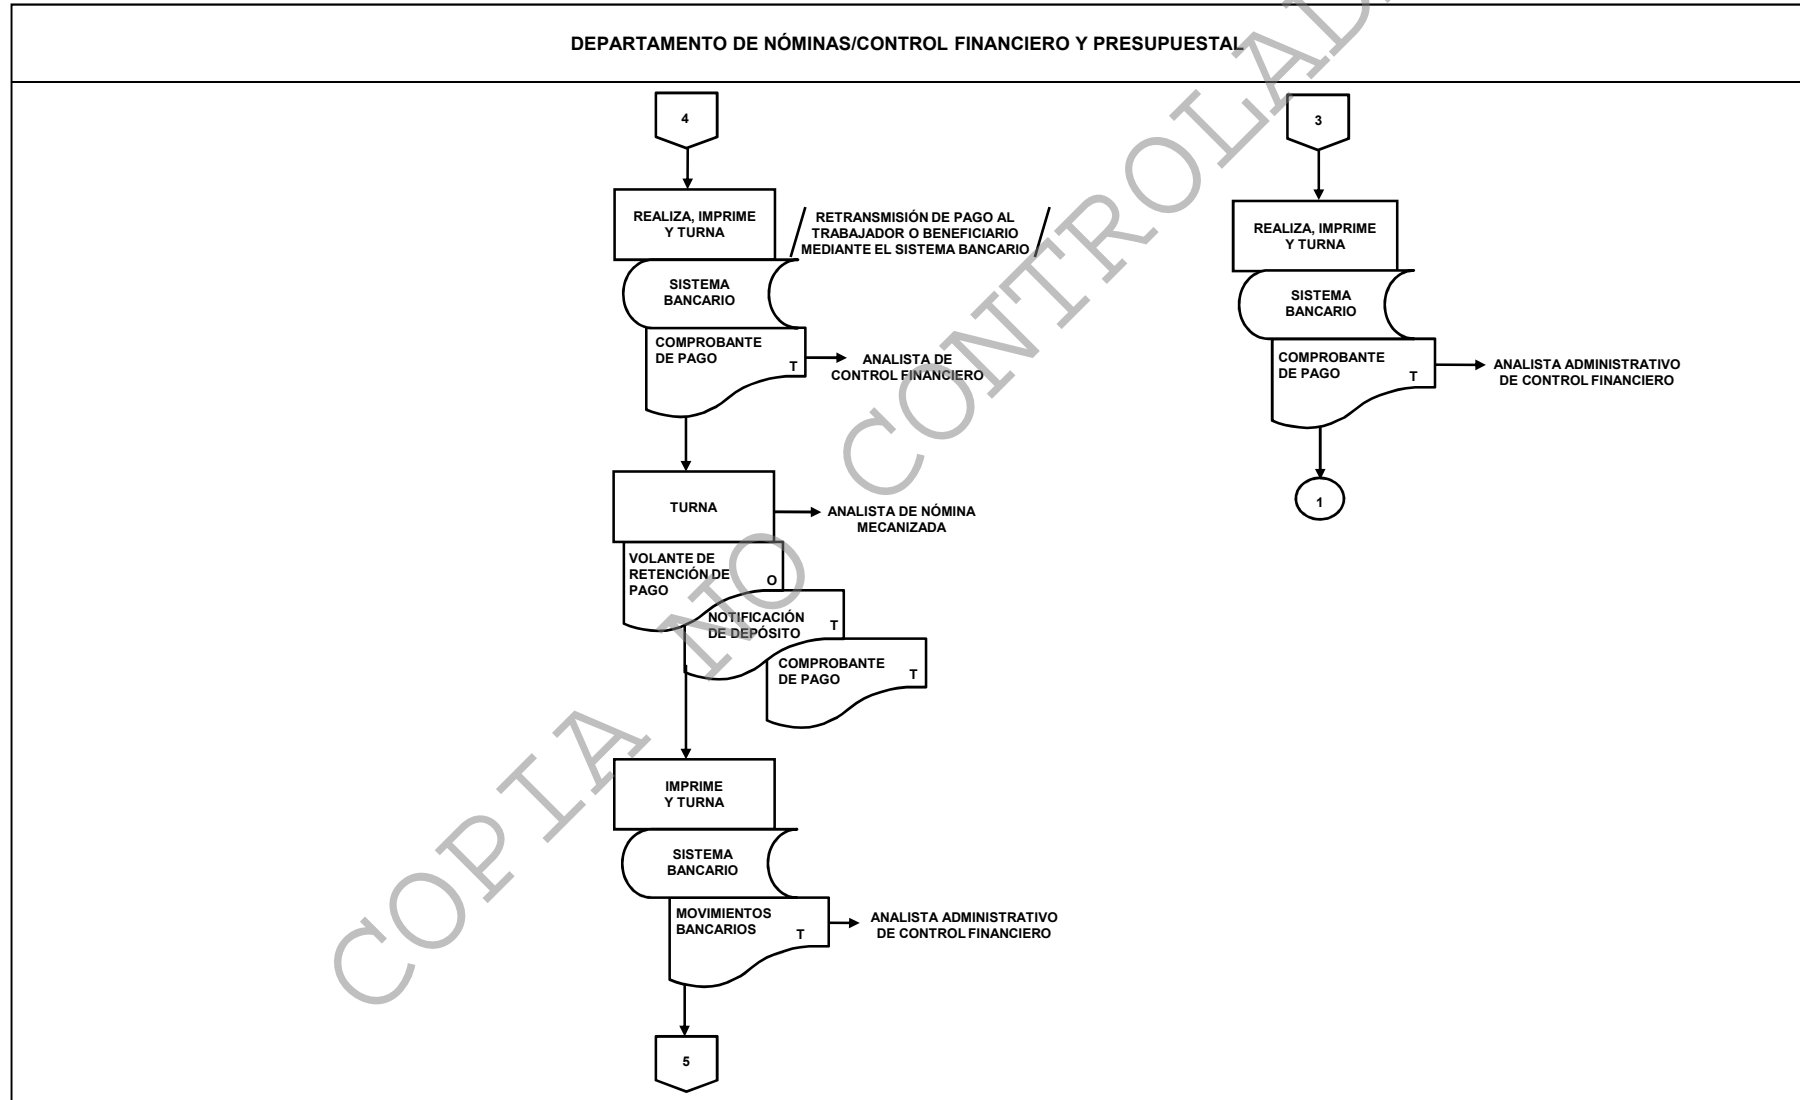 DEPARTAMENTO DE NÓMINAS/CONTROL FINANCIERO Y PRESUPUESTAL
4
REALIZA, IMPRIME
Y TURNA
RETRANSMISIÓN DE PAGO AL
TRABAJADOR O BENEFICIARIO
MEDIANTE EL SISTEMA BANCARIO
SISTEMA
BANCARIO
COMPROBANTE
DE PAGO
T
ANALISTA DE
CONTROL FINANCIERO
TURNA
ANALISTA DE NÓMINA
MECANIZADA
VOLANTE DE
RETENCIÓN DE
PAGO
O
NOTIFICACIÓN
DE DEPÓSITO
T
COMPROBANTE
DE PAGO
T
IMPRIME
Y TURNA
SISTEMA
BANCARIO
MOVIMIENTOS
BANCARIOS
T
ANALISTA ADMINISTRATIVO
DE CONTROL FINANCIERO
5
3
REALIZA, IMPRIME
Y TURNA
SISTEMA
BANCARIO
COMPROBANTE
DE PAGO
T
ANALISTA ADMINISTRATIVO
DE CONTROL FINANCIERO
1
COPIA NO CONTROLAD